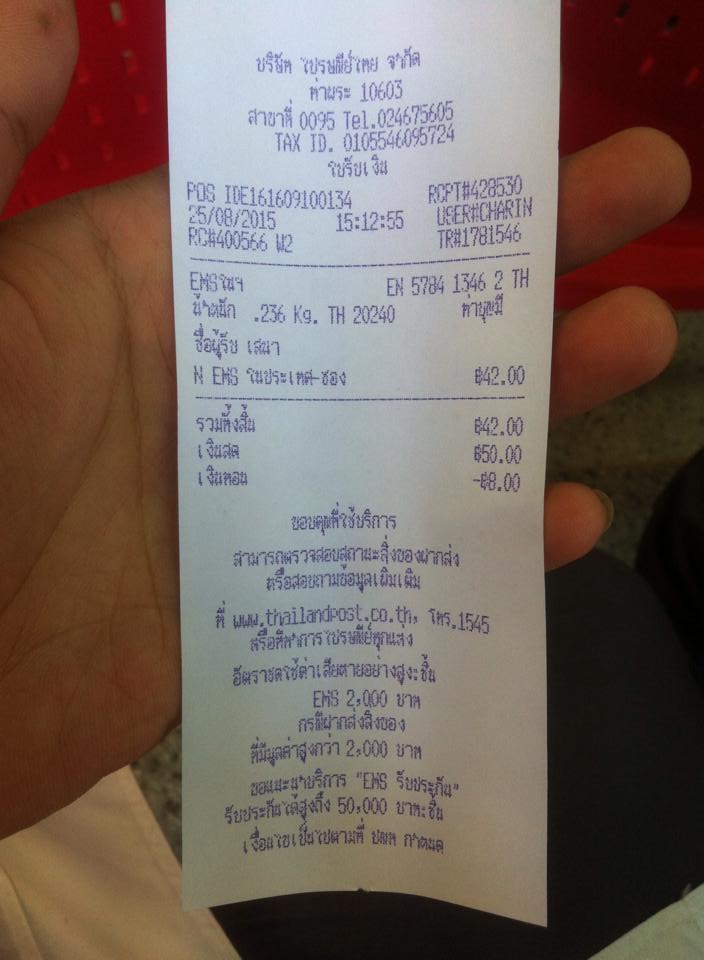 บริษัท ไปรษณีย์ไทย จำกัด
ท่าพระ 10603
สาขาที่ 0095 Tel.024675605
TAX ID. 0105546095724
ใบรับเงิน
POS IDE161609100134 RCPT#428530
25/08/2015 15:12:55 USER#CHARIN
RC#400566 W2 TR#1781546
EMSในฯ EN 5784 1346 2 TH
น้ำหนัก .236 Kg. TH 20240 ท่าบุญมี
ชื่อผู้รับ เสนา
N EMS ในประเทศ-ซอง ฿42.00
รวมทั้งสิ้น ฿42.00
เงินสด ฿50.00
เงินทอน -฿8.00
ขอบคุณที่ใช้บริการ
สามารถตรวจสอบสถานะสิ่งของฝากส่ง
หรือสอบถามข้อมูลเพิ่มเติม
ที่ www.thailandpost.co.th, โทร.1545
หรือที่ทำการไปรษณีย์ทุกแห่ง
อัตราชดใช้ค่าเสียหายอย่างสูง:ชิ้น
EMS 2,000 บาท
กรณีฝากส่งสิ่งของ
ที่มีมูลค่าสูงกว่า 2,000 บาท
ขอแนะนำบริการ "EMS รับประกัน"
รับประกันได้สูงถึง 50,000 บาท:ชิ้น
เงื่อนไขเป็นไปตามที่ ปณท กำหนด